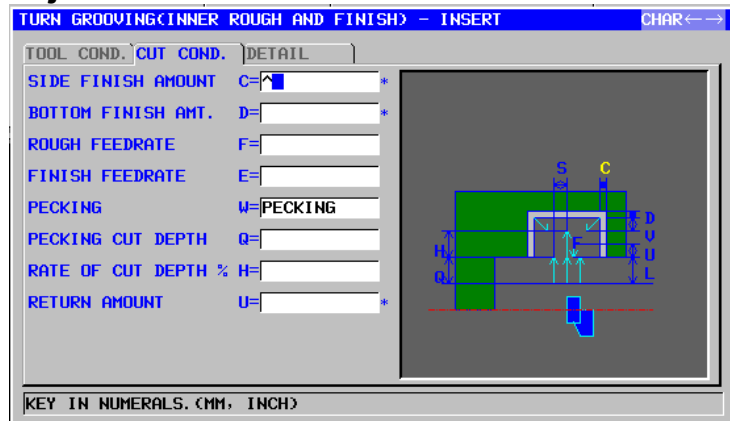 TURN GROOVING(INNER ROUGH AND FINISH) - INSERT CHAR←→
TOOL COND. CUT COND. DETAIL
SIDE FINISH AMOUNT C=^ *
BOTTOM FINISH AMT. D= *
ROUGH FEEDRATE F=
FINISH FEEDRATE E=
PECKING W=PECKING
PECKING CUT DEPTH Q=
RATE OF CUT DEPTH % H=
RETURN AMOUNT U= *
S C
D
F V
H U
Q L
KEY IN NUMERALS.(MM, INCH)